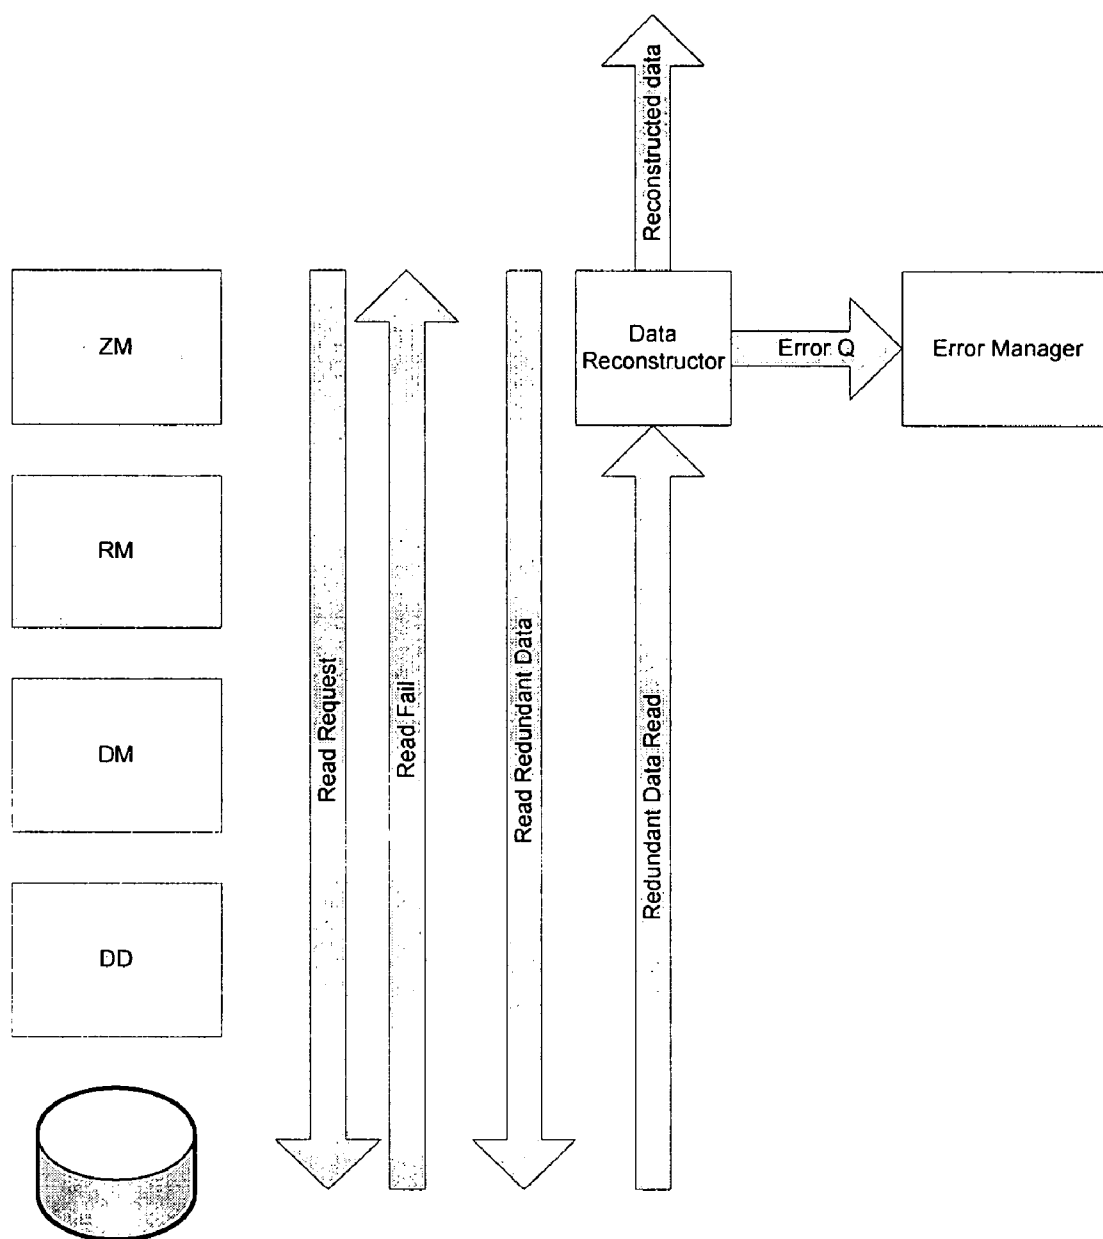 Reconstructed data
ZM
Data
Reconstructor
Error Q
Error Manager
RM
DM
DD
Read Request
Read Fail
Read Redundant Data
Redundant Data Read